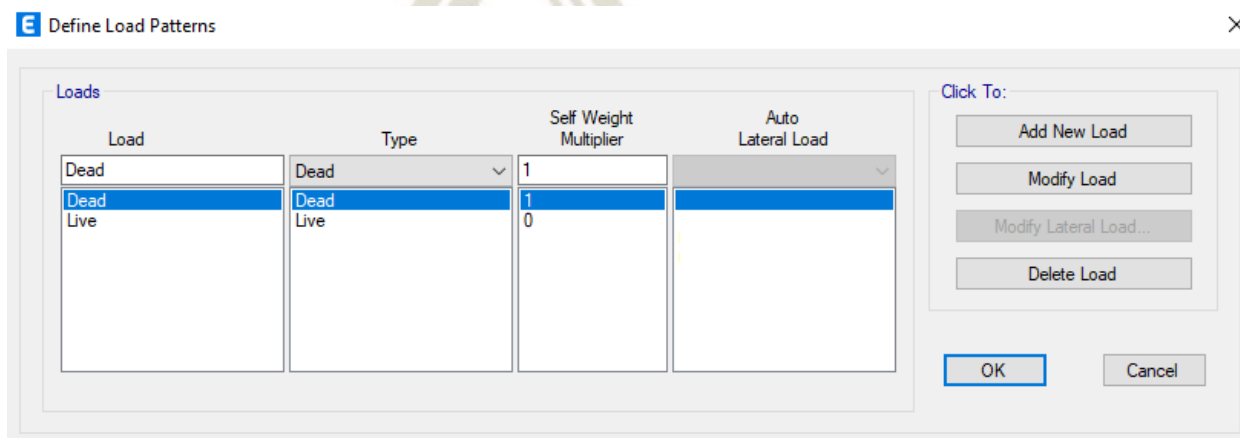 E Define Load Patterns
Loads
Load Type Self Weight Multiplier Auto Lateral Load
Dead Dead 1
Dead Dead 1
Live Live 0
Click To:
Add New Load
Modify Load
Modify Lateral Load...
Delete Load
OK Cancel